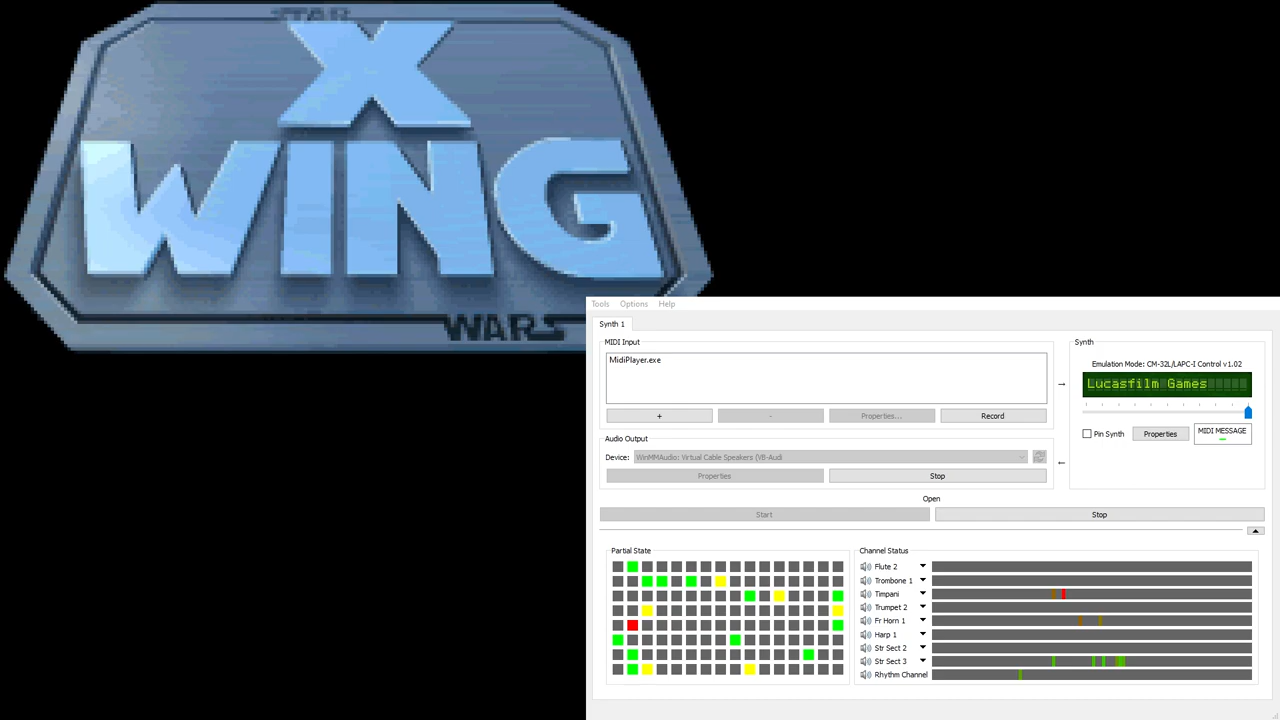 STAR
X
WING
WARS
Tools Options Help
Synth 1
MIDI Input
MidiPlayer.exe
+ - Properties... Record
Audio Output
Device: WinMMAudio: Virtual Cable Speakers (VB-Audi
Properties Stop
Synth
Emulation Mode: CM-32L/LAPC-I Control v1.02
Lucasfilm Games
Pin Synth Properties MIDI MESSAGE
Open
Start Stop
Partial State
Channel Status
Flute 2
Trombone 1
Timpani
Trumpet 2
Fr Horn 1
Harp 1
Str Sect 2
Str Sect 3
Rhythm Channel